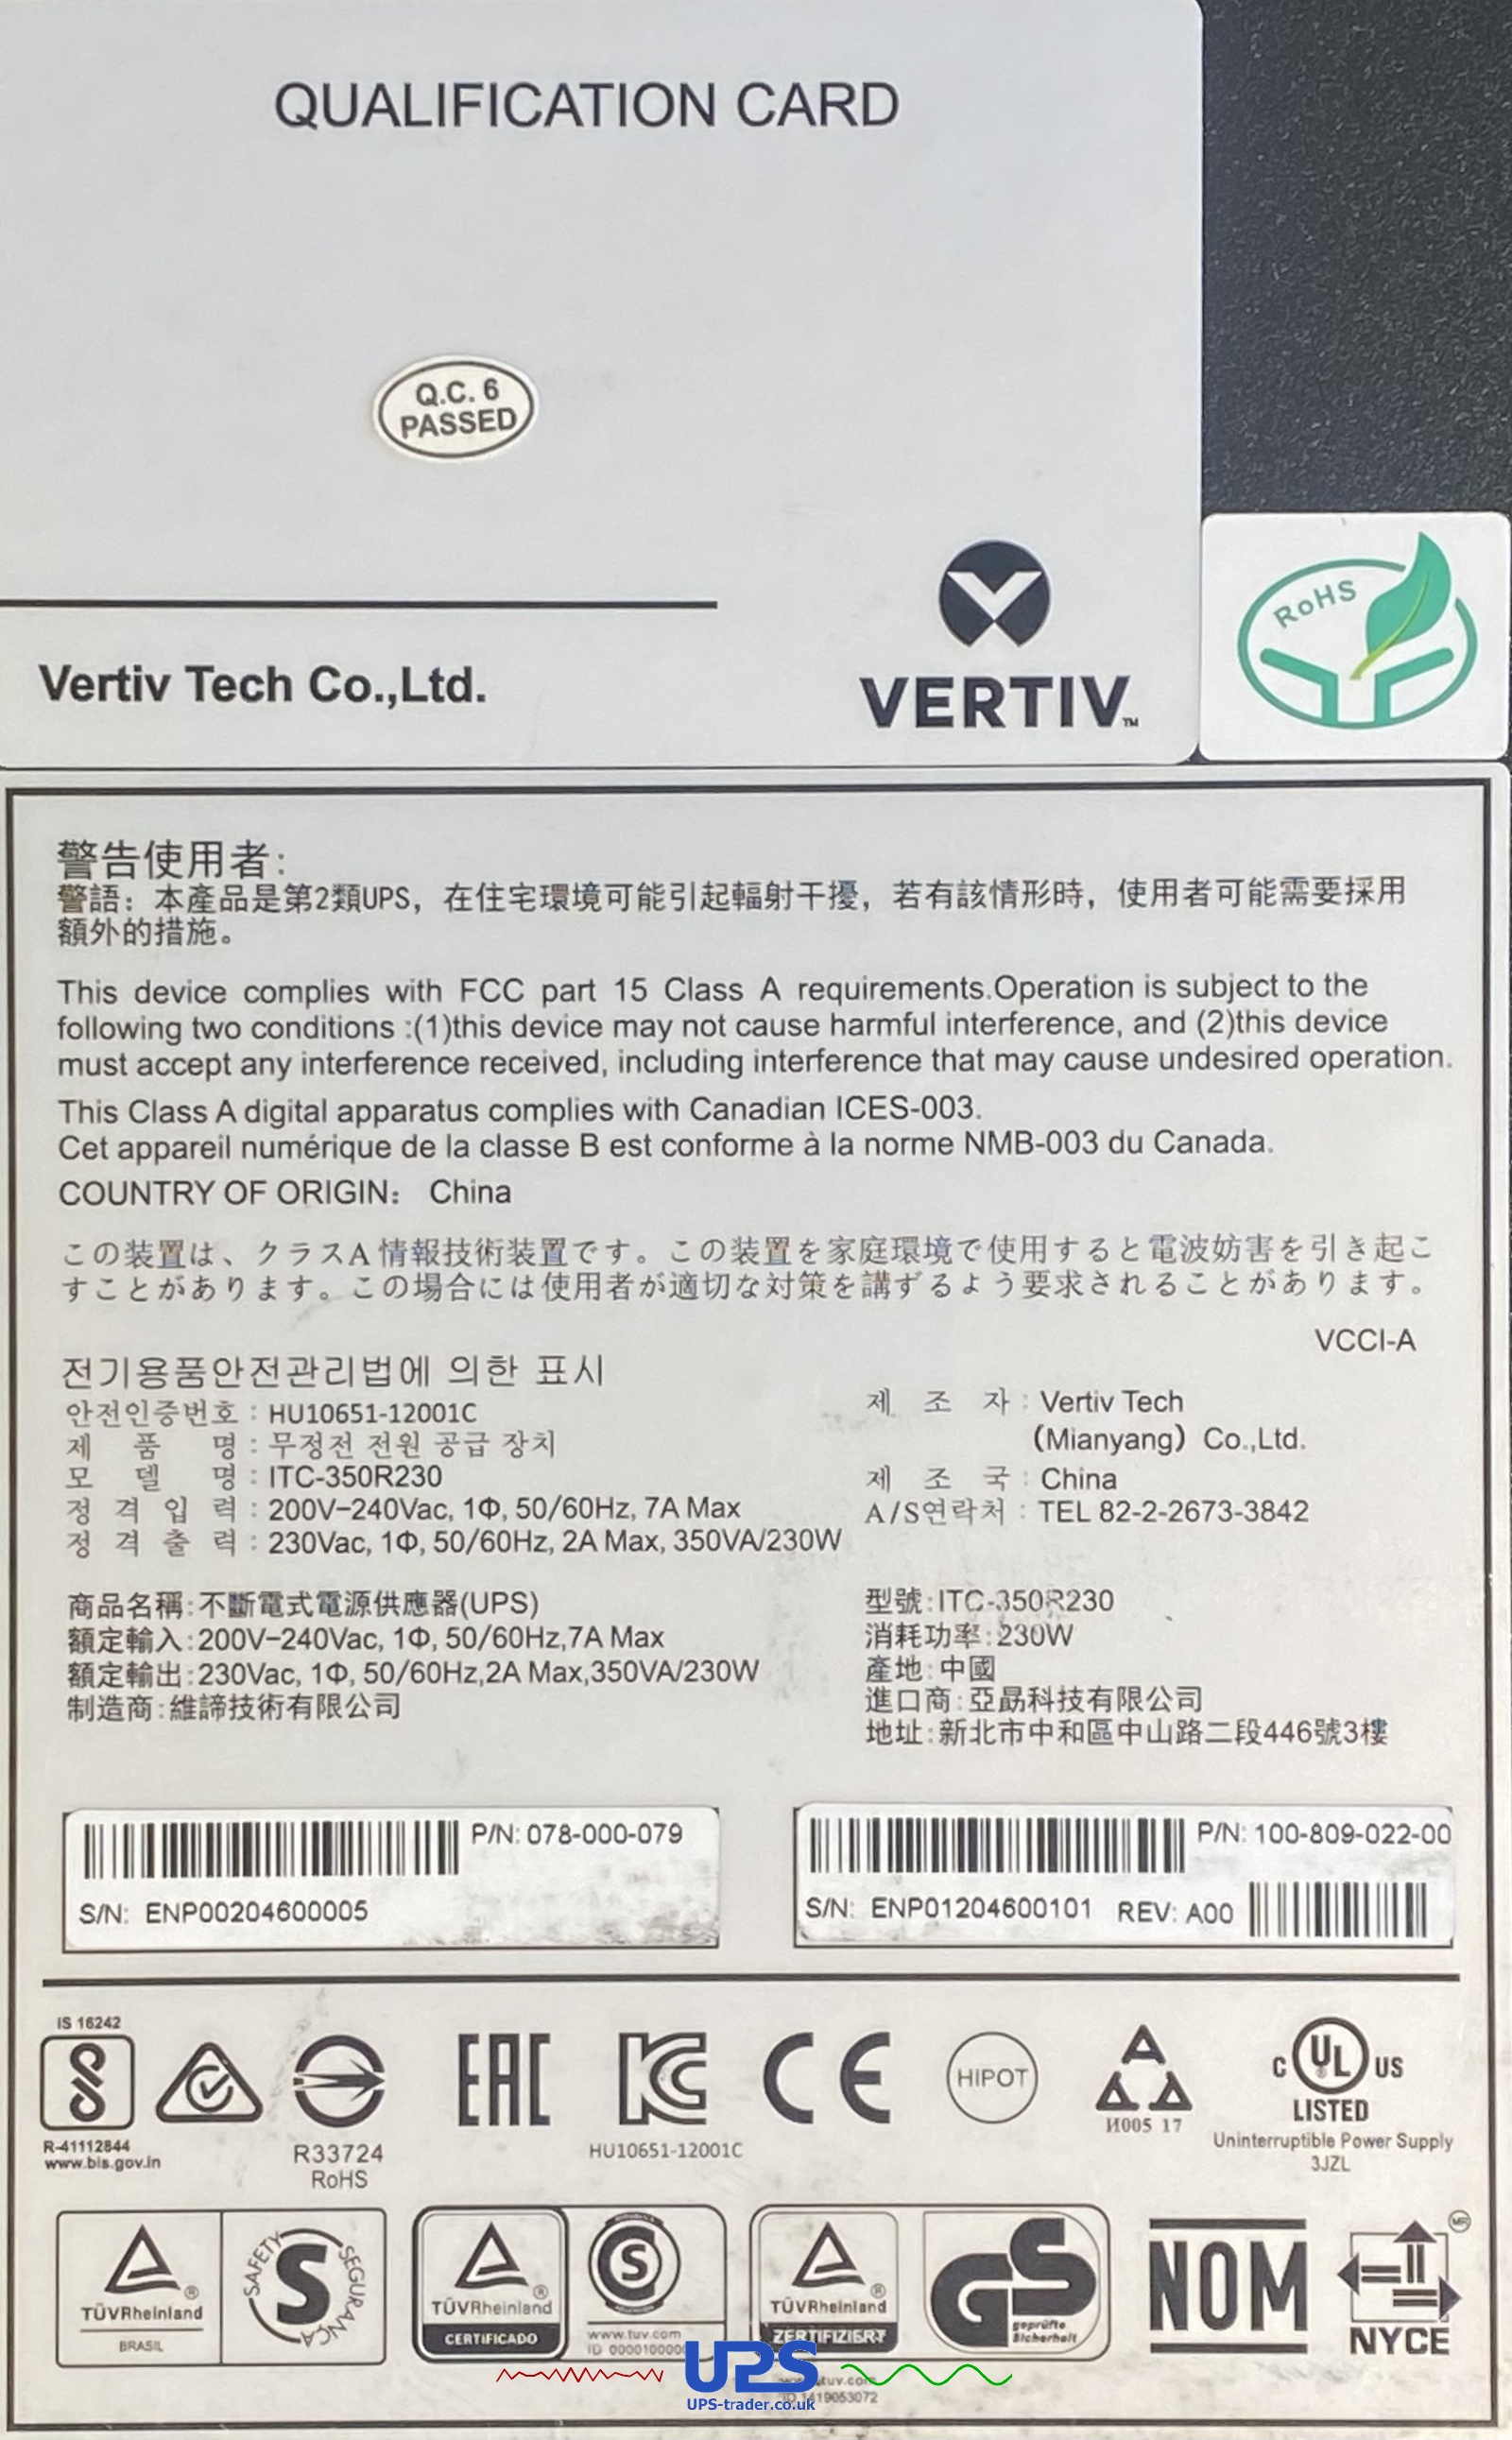 QUALIFICATION CARD
Q.C. 6
PASSED
Vertiv Tech Co.,Ltd.
VERTIV™
RoHS
警告使用者:
警語：本產品是第2類UPS，在住宅環境可能引起輻射干擾，若有該情形時，使用者可能需要採用
額外的措施。
This device complies with FCC part 15 Class A requirements.Operation is subject to the
following two conditions :(1)this device may not cause harmful interference, and (2)this device
must accept any interference received, including interference that may cause undesired operation.
This Class A digital apparatus complies with Canadian ICES-003.
Cet appareil numérique de la classe B est conforme à la norme NMB-003 du Canada.
COUNTRY OF ORIGIN： China
この装置は、クラスA 情報技術装置です。この装置を家庭環境で使用すると電波妨害を引き起こ
すことがあります。この場合には使用者が適切な対策を講ずるよう要求されることがあります。
VCCI-A
전기용품안전관리법에 의한 표시
안전인증번호 : HU10651-12001C
제 품 명 : 무정전 전원 공급 장치
모 델 명 : ITC-350R230
정 격 입 력 : 200V-240Vac, 1Φ, 50/60Hz, 7A Max
정 격 출 력 : 230Vac, 1Φ, 50/60Hz, 2A Max, 350VA/230W
제 조 자 : Vertiv Tech
（Mianyang）Co.,Ltd.
제 조 국 : China
A/S연락처 : TEL 82-2-2673-3842
商品名稱:不斷電式電源供應器(UPS)
額定輸入:200V-240Vac, 1Φ, 50/60Hz,7A Max
額定輸出:230Vac, 1Φ, 50/60Hz,2A Max,350VA/230W
制造商:維諦技術有限公司
型號:ITC-350R230
消耗功率:230W
產地:中國
進口商:亞勗科技有限公司
地址:新北市中和區中山路二段446號3樓
P/N: 078-000-079
S/N: ENP00204600005
P/N: 100-809-022-00
S/N: ENP01204600101 REV: A00
IS 16242
R-41112844
www.bis.gov.in
R33724
RoHS
EAC
KC
HU10651-12001C
CE
HIPOT
И005 17
C UL US
LISTED
Uninterruptible Power Supply
3JZL
TÜVRheinland
BRASIL
SAFETY
S
SEGURANÇA
TÜVRheinland
CERTIFICADO
S
www.tuv.com
TÜVRheinland
ZERTIFIZIERT
GS
geprüfte
Sicherheit
ID 1419053072
NOM
MR
NYCE
UPS
UPS-trader.co.uk